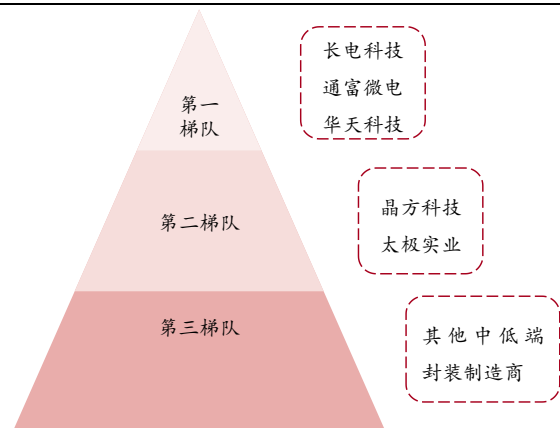 第一
梯队
长电科技
通富微电
华天科技
第二梯队
晶方科技
太极实业
第三梯队
其他中低端
封装制造商